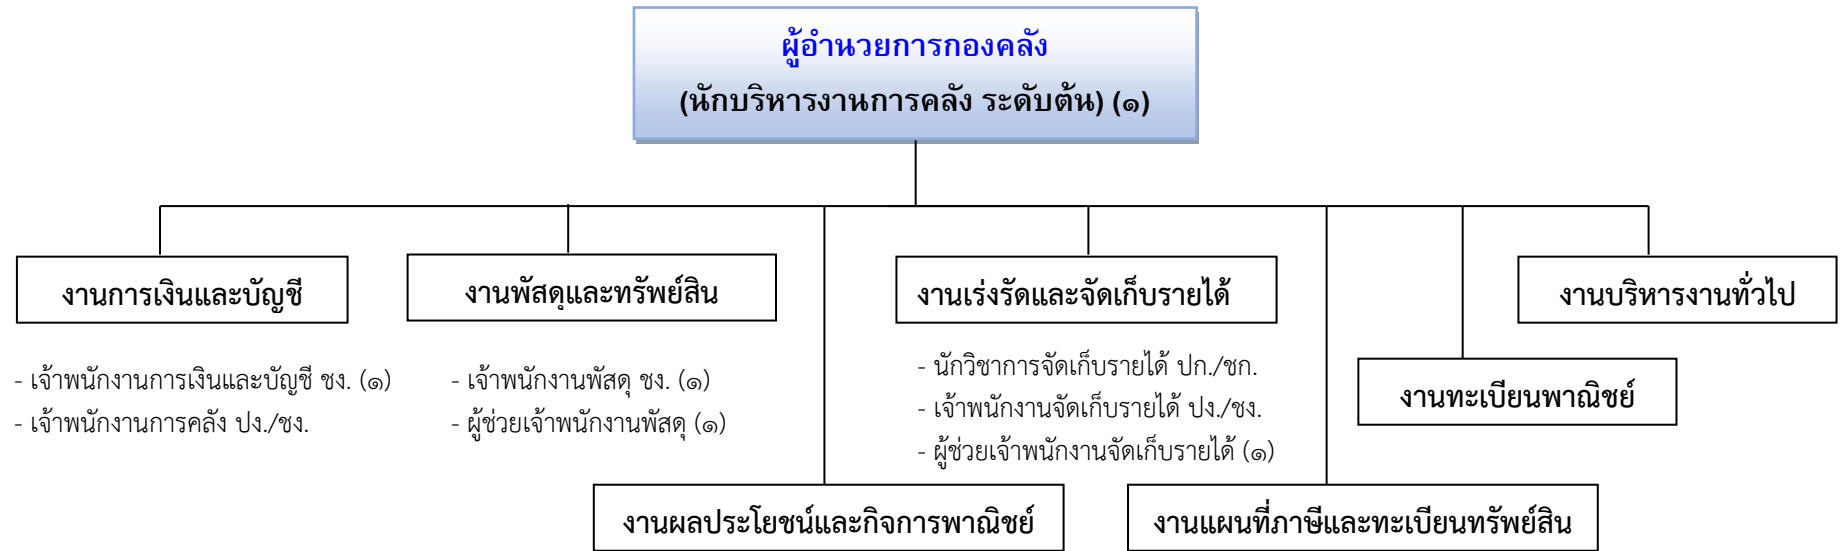 ผู้อำนวยการกองคลัง
(นักบริหารงานการคลัง ระดับต้น) (๑)
งานการเงินและบัญชี
- เจ้าพนักงานการเงินและบัญชี ชง. (๑)
- เจ้าพนักงานการคลัง ปง./ชง.
งานพัสดุและทรัพย์สิน
- เจ้าพนักงานพัสดุ ชง. (๑)
- ผู้ช่วยเจ้าพนักงานพัสดุ (๑)
งานเร่งรัดและจัดเก็บรายได้
- นักวิชาการจัดเก็บรายได้ ปก./ชก.
- เจ้าพนักงานจัดเก็บรายได้ ปง./ชง.
- ผู้ช่วยเจ้าพนักงานจัดเก็บรายได้ (๑)
งานบริหารงานทั่วไป
งานทะเบียนพาณิชย์
งานผลประโยชน์และกิจการพาณิชย์
งานแผนที่ภาษีและทะเบียนทรัพย์สิน